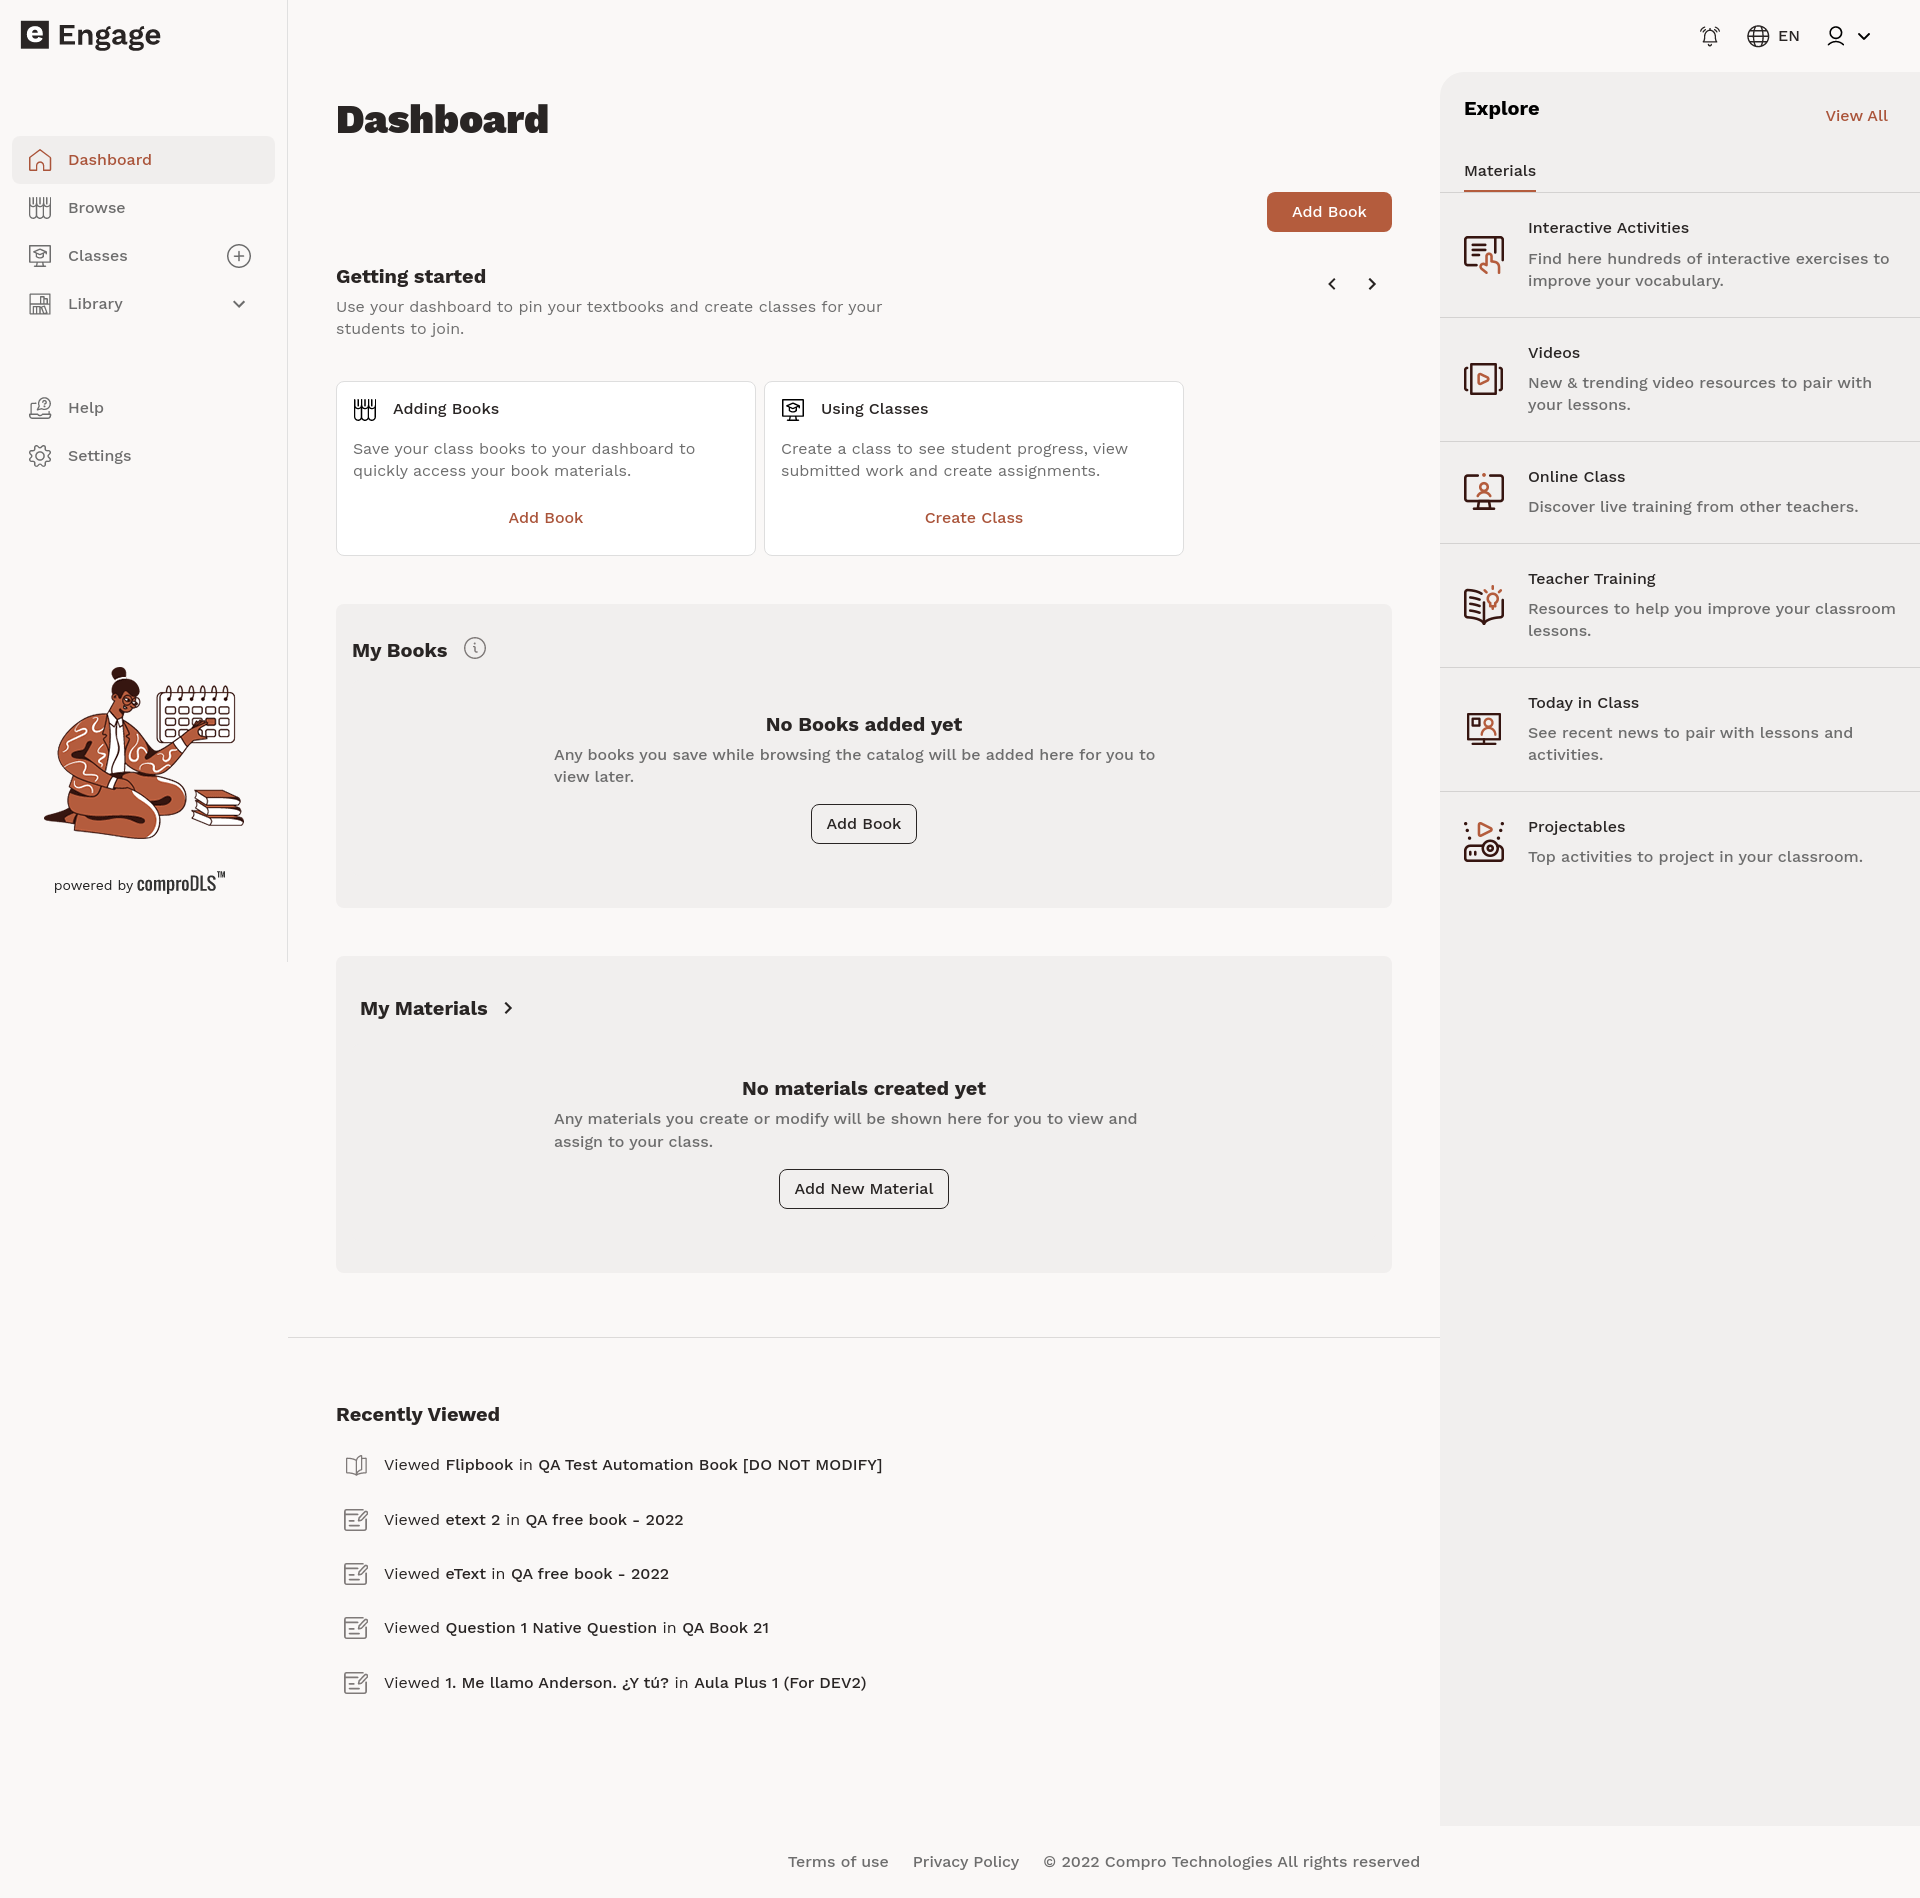 e Engage
EN
Dashboard
Browse
Classes
Library
Help
Settings
powered by comproDLS™
Dashboard
Add Book
Getting started
Use your dashboard to pin your textbooks and create classes for your
students to join.
Adding Books
Save your class books to your dashboard to
quickly access your book materials.
Add Book
Using Classes
Create a class to see student progress, view
submitted work and create assignments.
Create Class
My Books
No Books added yet
Any books you save while browsing the catalog will be added here for you to
view later.
Add Book
My Materials
No materials created yet
Any materials you create or modify will be shown here for you to view and
assign to your class.
Add New Material
Recently Viewed
Viewed Flipbook in QA Test Automation Book [DO NOT MODIFY]
Viewed etext 2 in QA free book - 2022
Viewed eText in QA free book - 2022
Viewed Question 1 Native Question in QA Book 21
Viewed 1. Me llamo Anderson. ¿Y tú? in Aula Plus 1 (For DEV2)
Explore
View All
Materials
Interactive Activities
Find here hundreds of interactive exercises to
improve your vocabulary.
Videos
New & trending video resources to pair with
your lessons.
Online Class
Discover live training from other teachers.
Teacher Training
Resources to help you improve your classroom
lessons.
Today in Class
See recent news to pair with lessons and
activities.
Projectables
Top activities to project in your classroom.
Terms of use Privacy Policy © 2022 Compro Technologies All rights reserved